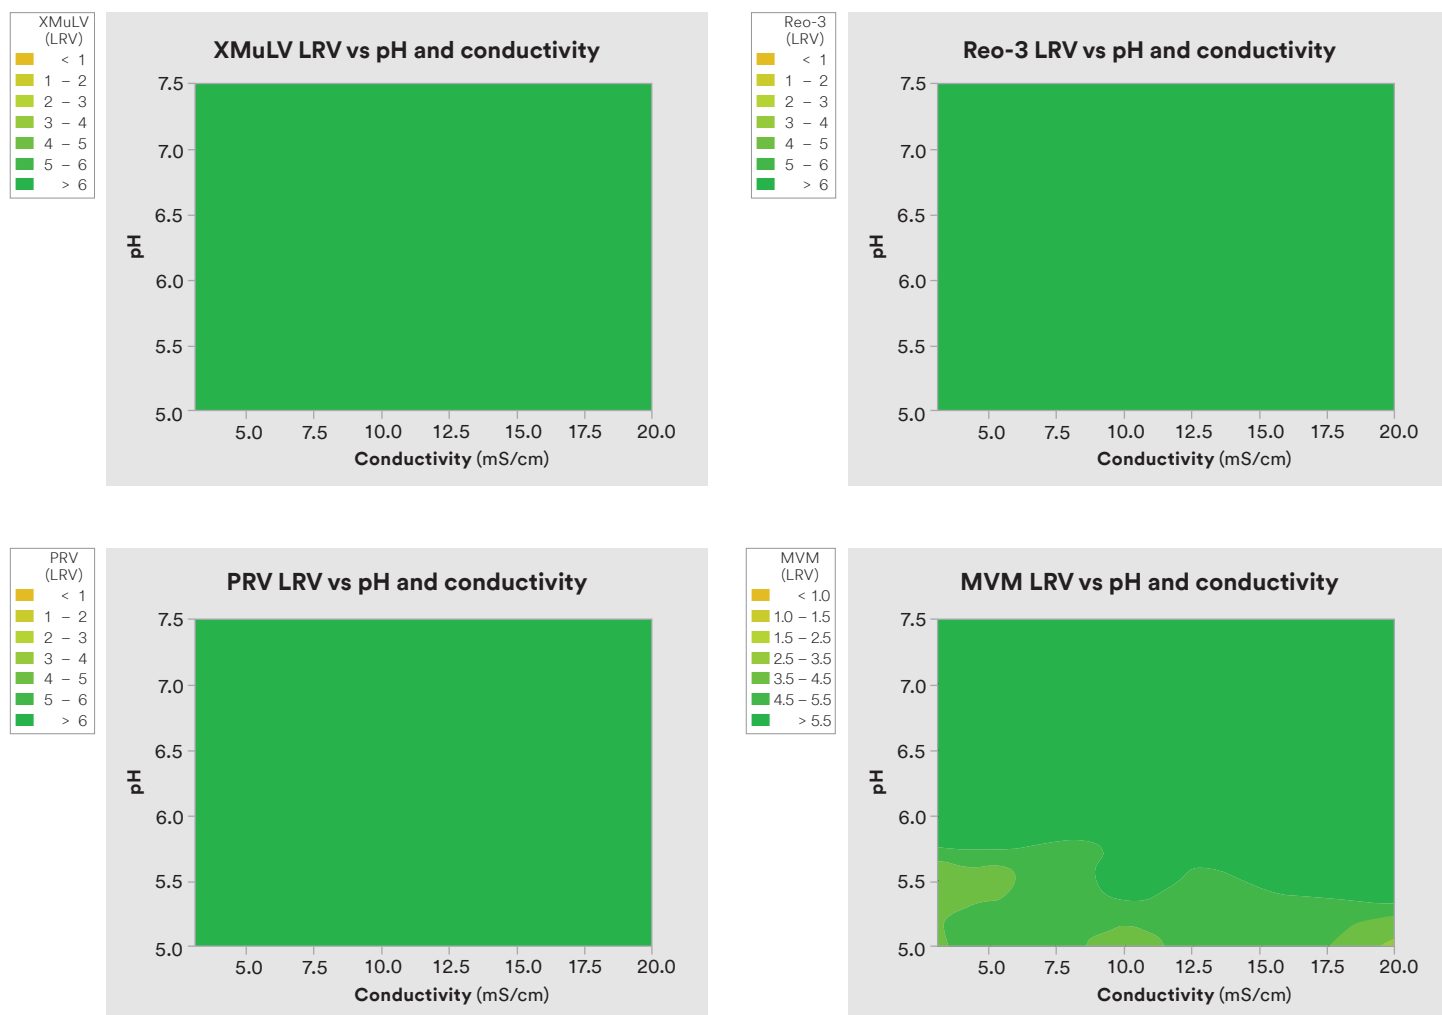 XMuLV
(LRV)
< 1
1 – 2
2 – 3
3 – 4
4 – 5
5 – 6
> 6
XMuLV LRV vs pH and conductivity
pH
7.5
7.0
6.5
6.0
5.5
5.0
5.0 7.5 10.0 12.5 15.0 17.5 20.0
Conductivity (mS/cm)
Reo-3
(LRV)
< 1
1 – 2
2 – 3
3 – 4
4 – 5
5 – 6
> 6
Reo-3 LRV vs pH and conductivity
pH
7.5
7.0
6.5
6.0
5.5
5.0
5.0 7.5 10.0 12.5 15.0 17.5 20.0
Conductivity (mS/cm)
PRV
(LRV)
< 1
1 – 2
2 – 3
3 – 4
4 – 5
5 – 6
> 6
PRV LRV vs pH and conductivity
pH
7.5
7.0
6.5
6.0
5.5
5.0
5.0 7.5 10.0 12.5 15.0 17.5 20.0
Conductivity (mS/cm)
MVM
(LRV)
< 1.0
1.0 – 1.5
1.5 – 2.5
2.5 – 3.5
3.5 – 4.5
4.5 – 5.5
> 5.5
MVM LRV vs pH and conductivity
pH
7.5
7.0
6.5
6.0
5.5
5.0
5.0 7.5 10.0 12.5 15.0 17.5 20.0
Conductivity (mS/cm)